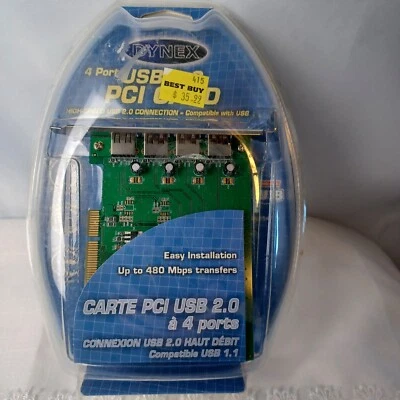 DYNEX
4 Port USB
PCI
415
BEST BUY
$ 35.99
2.0 CONNECTION – Compatible with USB
Easy Installation
Up to 480 Mbps transfers
CARTE PCI USB 2.0
à 4 ports
CONNEXION USB 2.0 HAUT DÉBIT
Compatible USB 1.1